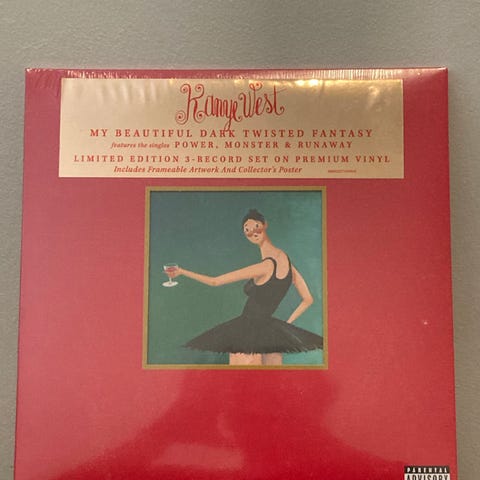 Kanye West
MY BEAUTIFUL DARK TWISTED FANTASY
features the singles POWER, MONSTER & RUNAWAY
LIMITED EDITION 3-RECORD SET ON PREMIUM VINYL
Includes Frameable Artwork And Collector's Poster
PARENTAL
ADVISORY